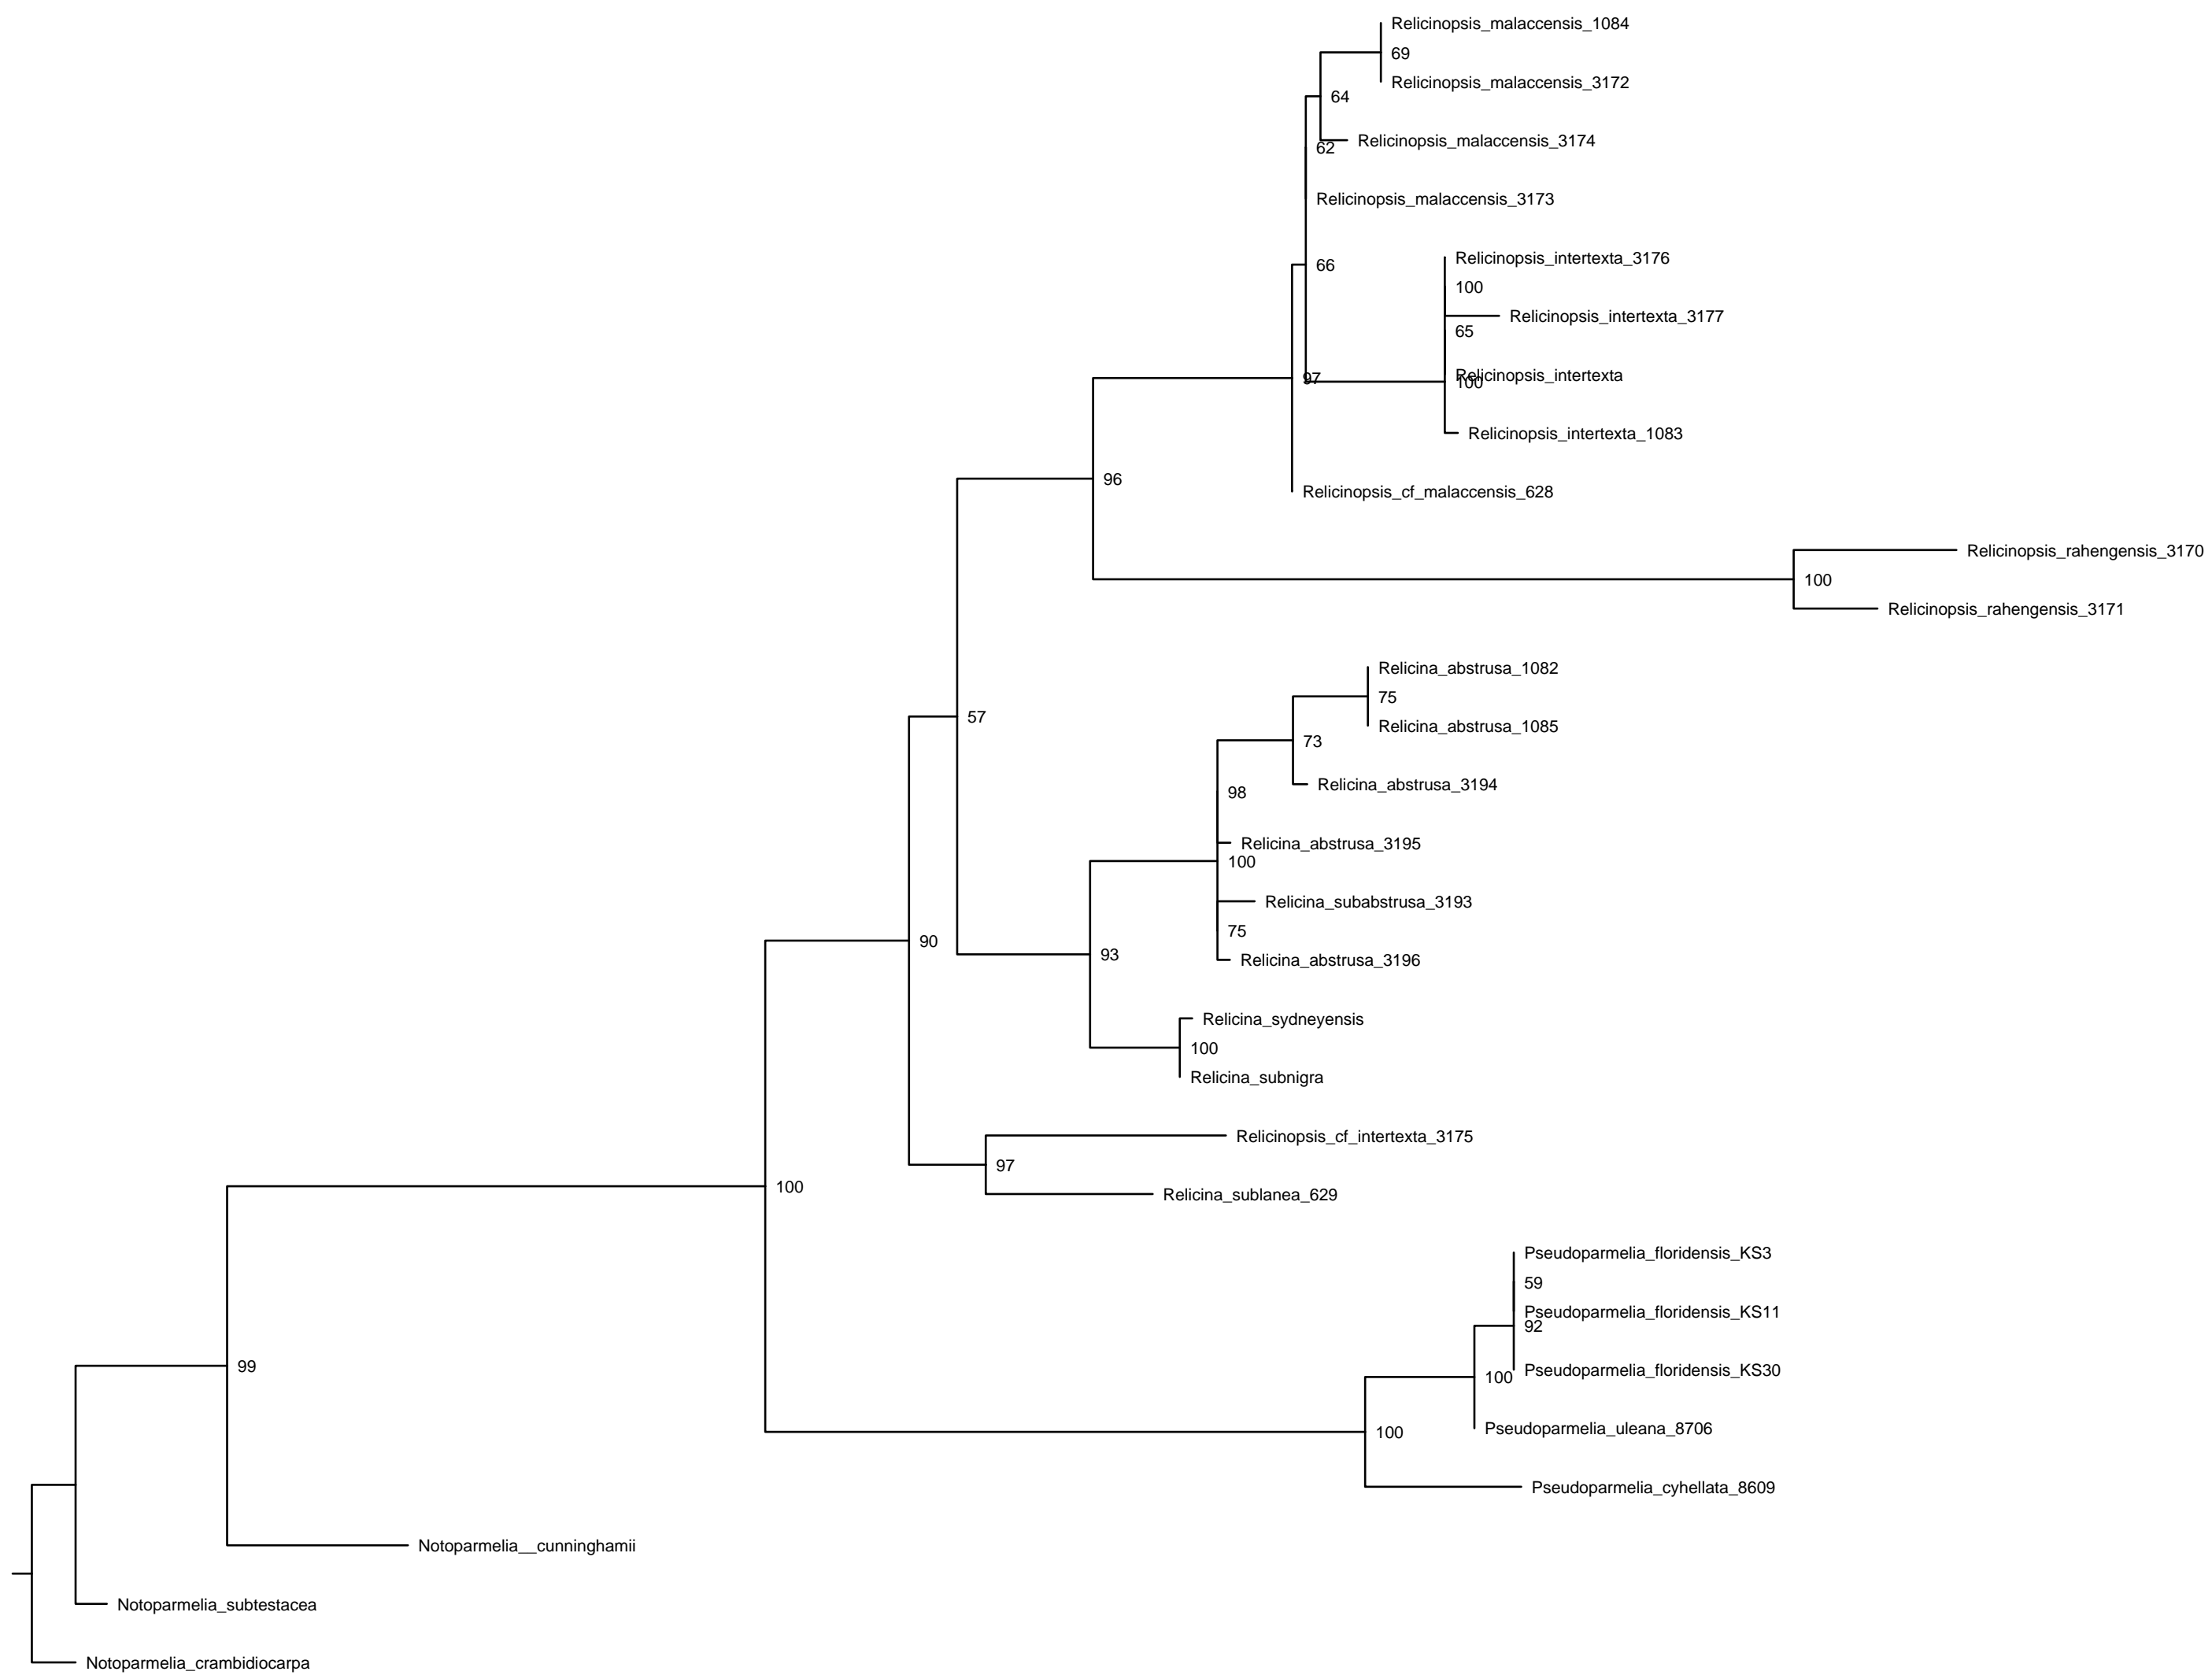 Relicinopsis_malaccensis_1084
69
Relicinopsis_malaccensis_3172
64
Relicinopsis_malaccensis_3174
62
Relicinopsis_malaccensis_3173
Relicinopsis_intertexta_3176
66
100
Relicinopsis_intertexta_3177
65
Relicinopsis_intertexta
97
100
Relicinopsis_intertexta_1083
96
Relicinopsis_cf_malaccensis_628
Relicinopsis_rahengensis_3170
100
Relicinopsis_rahengensis_3171
Relicina_abstrusa_1082
75
57
Relicina_abstrusa_1085
73
Relicina_abstrusa_3194
98
Relicina_abstrusa_3195
100
Relicina_subabstrusa_3193
75
90
93
Relicina_abstrusa_3196
Relicina_sydneyensis
100
Relicina_subnigra
Relicinopsis_cf_intertexta_3175
97
100
Relicina_sublanea_629
Pseudoparmelia_floridensis_KS3
59
Pseudoparmelia_floridensis_KS11
92
99
Pseudoparmelia_floridensis_KS30
100
Pseudoparmelia_uleana_8706
100
Pseudoparmelia_cyhellata_8609
Notoparmelia__cunninghamii
Notoparmelia_subtestacea
Notoparmelia_crambidiocarpa